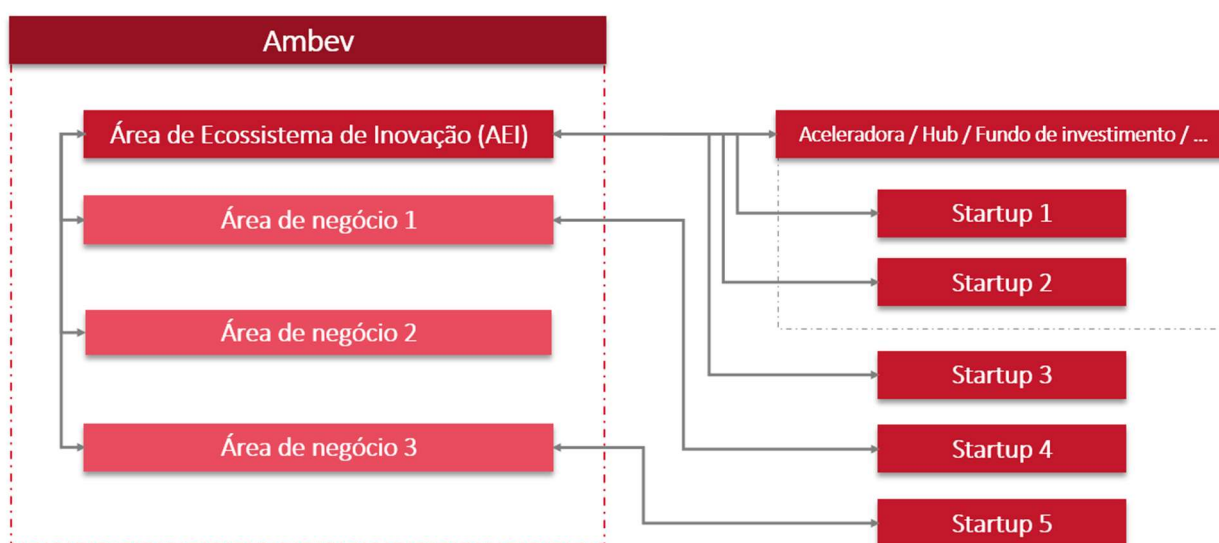 Ambev
Área de Ecossistema de Inovação (AEI)
Aceleradora / Hub / Fundo de investimento / ...
Área de negócio 1
Startup 1
Startup 2
Área de negócio 2
Startup 3
Área de negócio 3
Startup 4
Startup 5